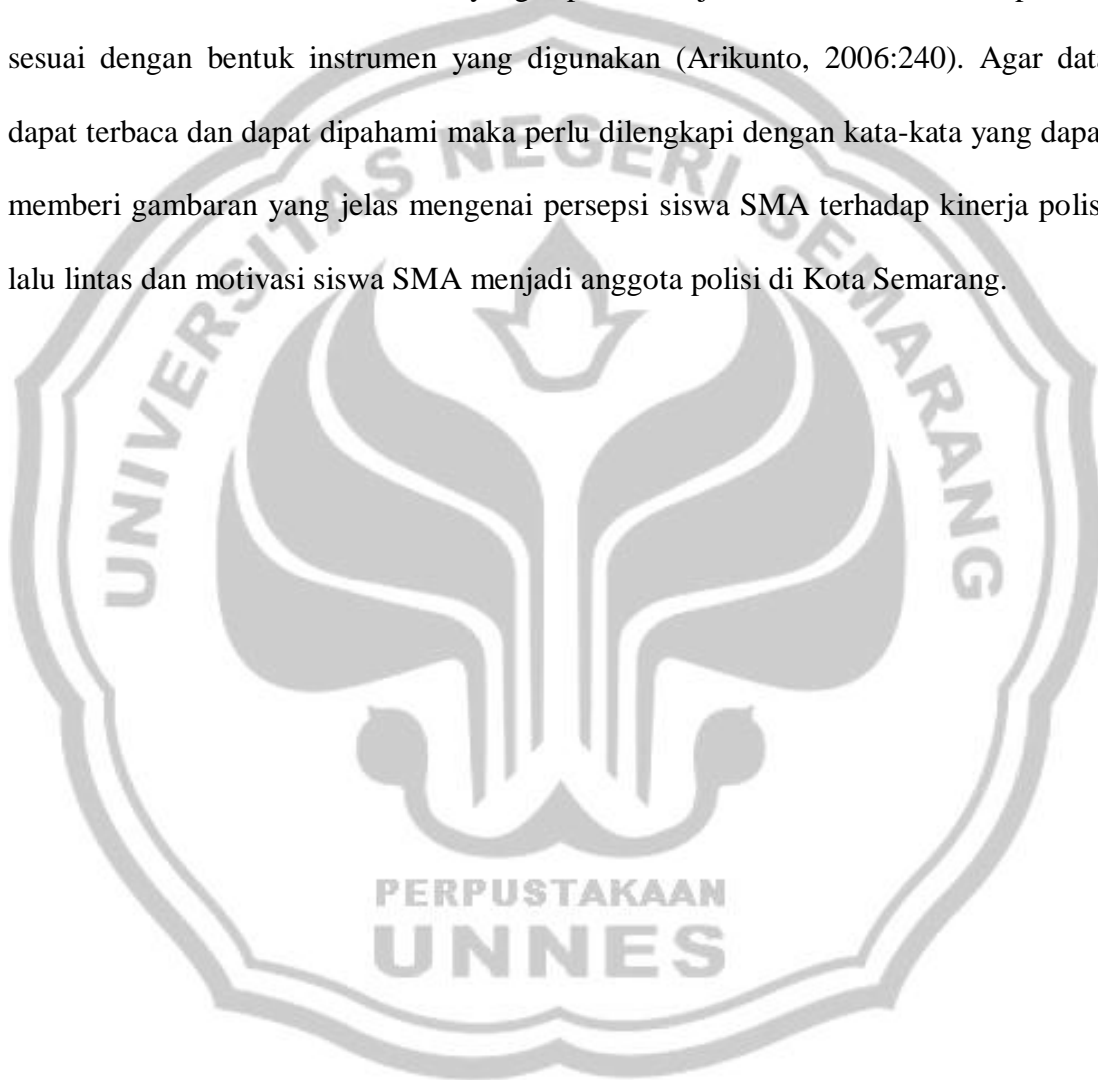 sesuai dengan bentuk instrumen yang digunakan (Arikunto, 2006:240). Agar data
dapat terbaca dan dapat dipahami maka perlu dilengkapi dengan kata-kata yang dapa
memberi gambaran yang jelas mengenai persepsi siswa SMA terhadap kinerja polis
lalu lintas dan motivasi siswa SMA menjadi anggota polisi di Kota Semarang.
UNIVERSITAS NEGERI SEMARANG
PERPUSTAKAAN
UNNES